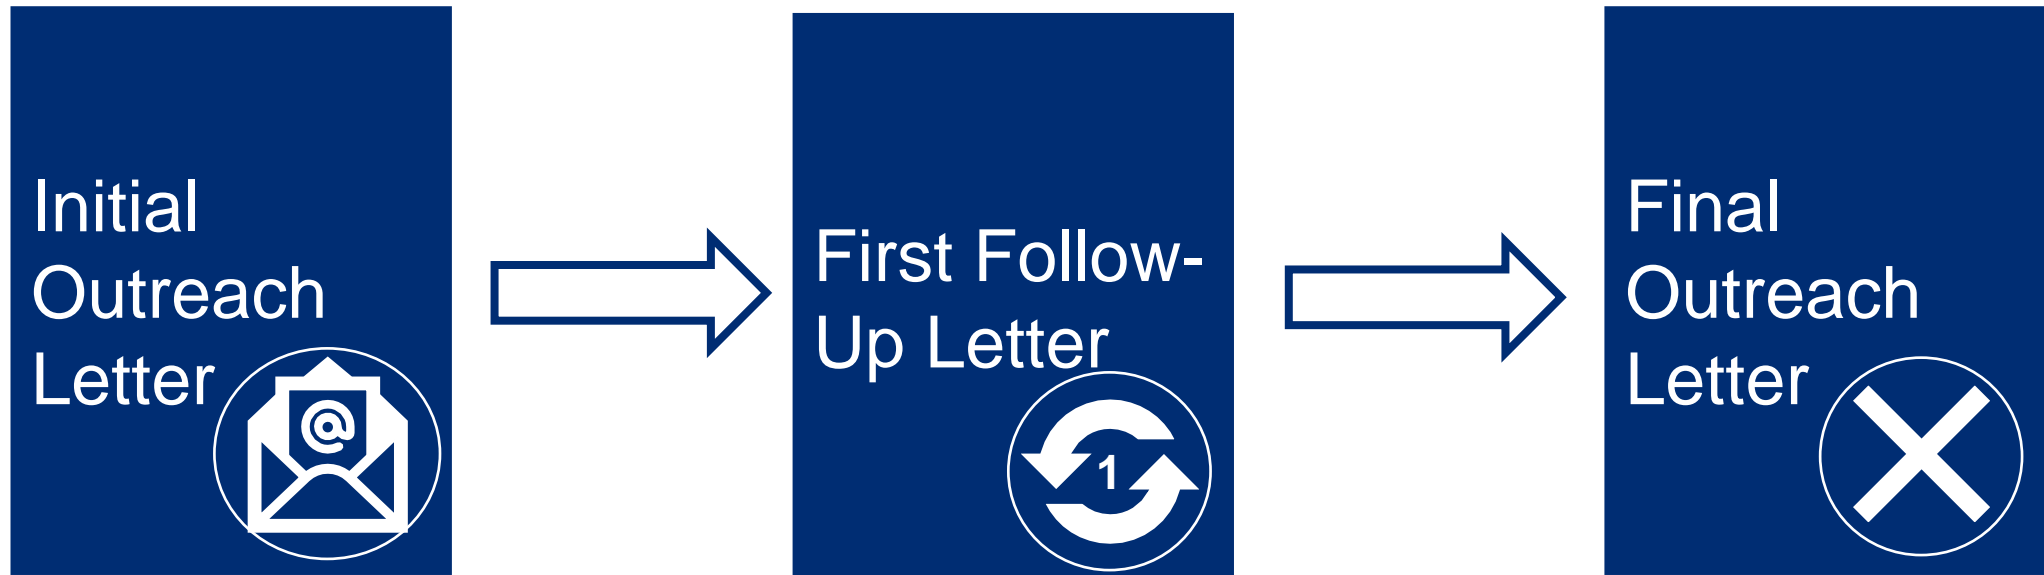 Initial
Outreach
Letter
@
First Follow-
Up Letter
1
Final
Outreach
Letter